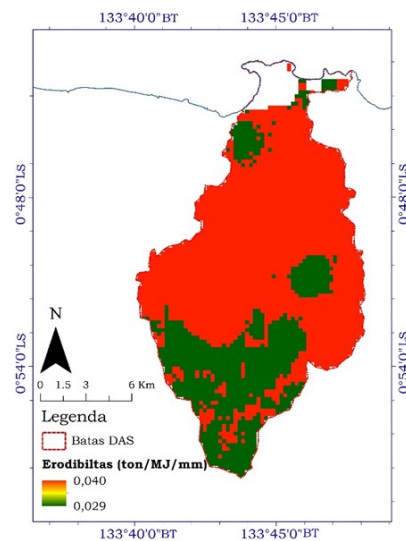 133°40'0"BT 133°45'0"BT
0°48'0"LS 0°48'0"LS
0°54'0"LS 0°54'0"LS
N
0 1.5 3 6 Km
Legenda
Batas DAS
Erodibiltas (ton/MJ/mm)
0,040
0,029
133°40'0"BT 133°45'0"BT